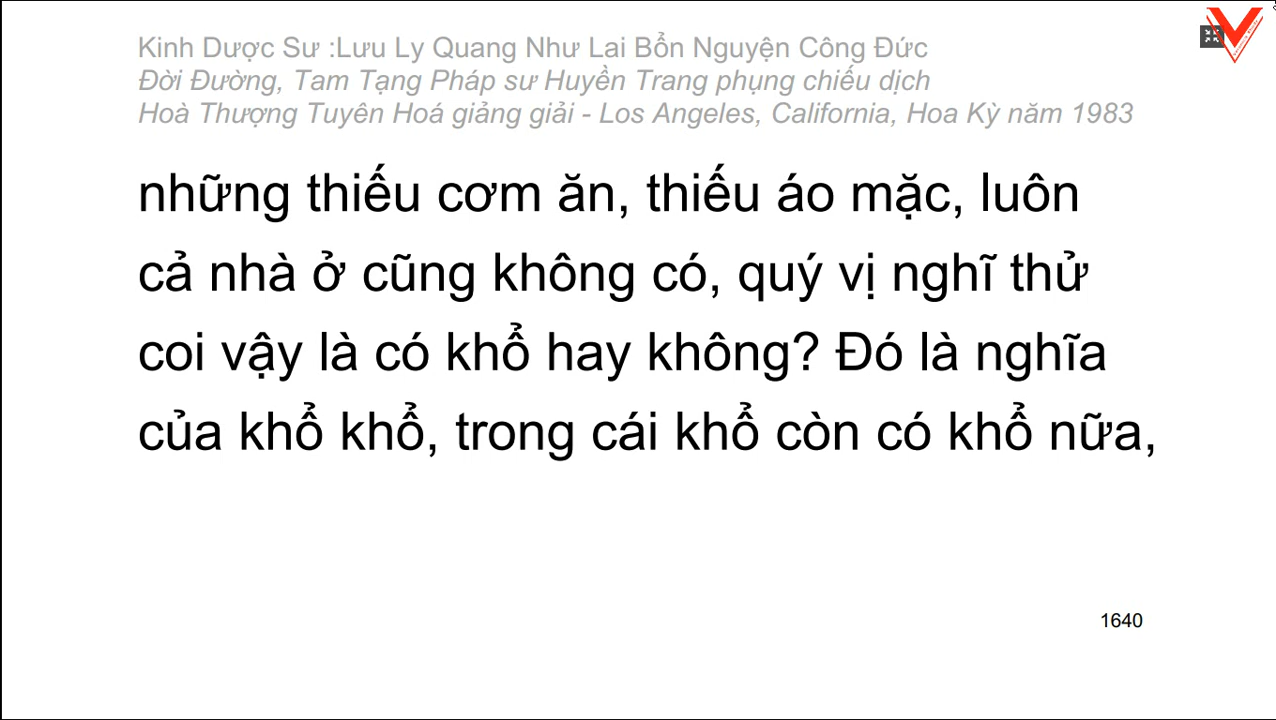 Kinh Dược Sư :Lưu Ly Quang Như Lai Bổn Nguyện Công Đức
Đời Đường, Tam Tạng Pháp sư Huyền Trang phụng chiếu dịch
Hoà Thượng Tuyên Hoá giảng giải - Los Angeles, California, Hoa Kỳ năm 1983
những thiếu cơm ăn, thiếu áo mặc, luôn
cả nhà ở cũng không có, quý vị nghĩ thử
coi vậy là có khổ hay không? Đó là nghĩa
của khổ khổ, trong cái khổ còn có khổ nữa,
1640